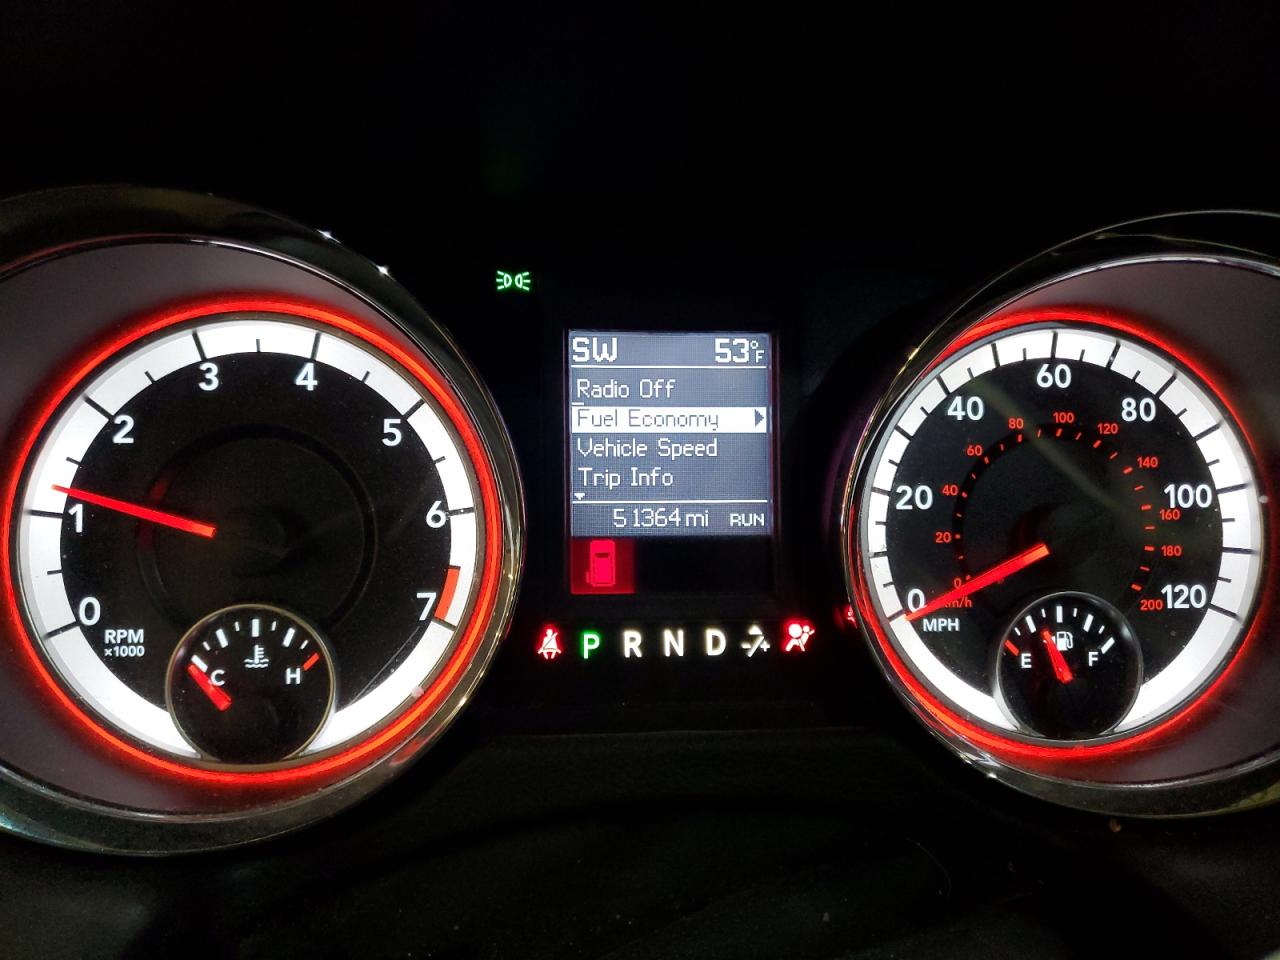 SW 53°F
Radio Off
Fuel Economy
Vehicle Speed
Trip Info
51364 mi RUN
P R N D -/+
0 1 2 3 4 5 6 7
RPM
x1000
C H
0 20 40 60 80 100 120
MPH
0 20 40 60 80 100 120 140 160 180 200
km/h
E F